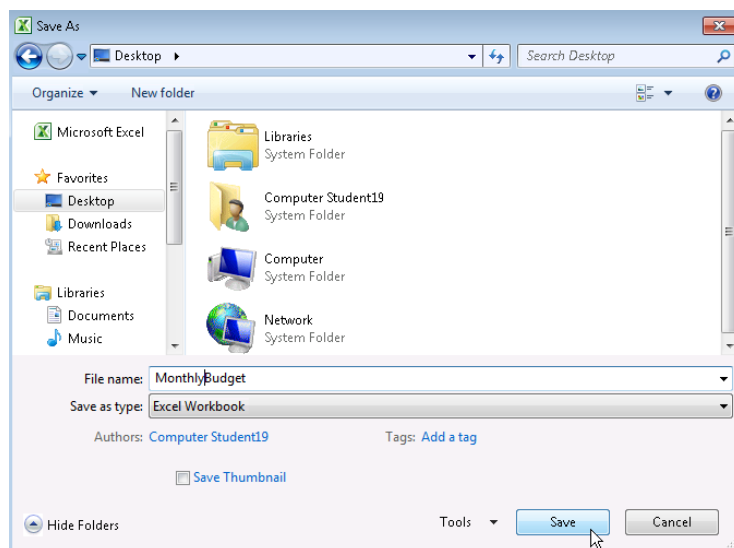 Save As
Desktop
Search Desktop
Organize
New folder
Microsoft Excel
Favorites
Desktop
Downloads
Recent Places
Libraries
Documents
Music
Libraries
System Folder
Computer Student19
System Folder
Computer
System Folder
Network
System Folder
File name: MonthlyBudget
Save as type: Excel Workbook
Authors: Computer Student19 Tags: Add a tag
Save Thumbnail
Hide Folders Tools Save Cancel